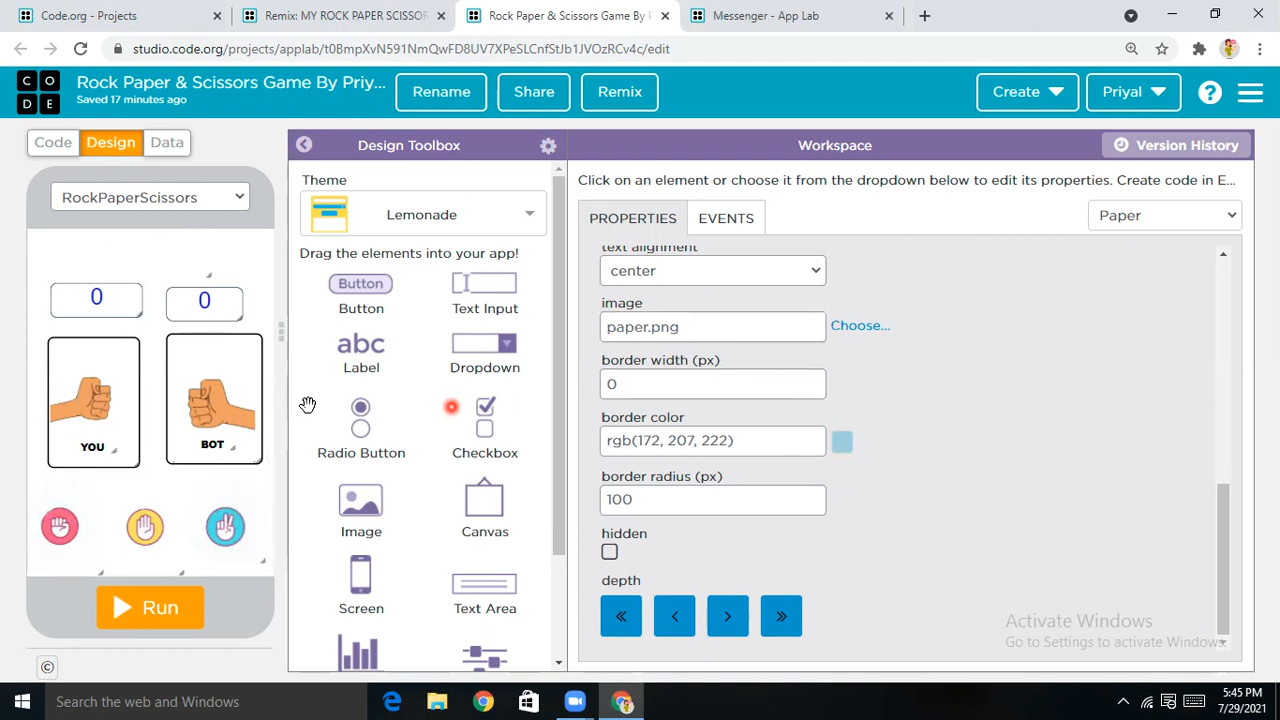 Code.org - Projects
Remix: MY ROCK PAPER SCISSOR
Rock Paper & Scissors Game By P
Messenger - App Lab
studio.code.org/projects/applab/t0BmpXvN591NmQwFD8UV7XPeSLCnfStJb1JVOzRCv4c/edit
CO
DE
Rock Paper & Scissors Game By Priy...
Saved 17 minutes ago
Rename
Share
Remix
Create
Priyal
?
Code
Design
Data
Design Toolbox
Workspace
Version History
RockPaperScissors
Theme
Lemonade
Drag the elements into your app!
Button
Button
Text Input
abc
Label
Dropdown
Radio Button
Checkbox
Image
Canvas
Screen
Text Area
0
0
YOU
BOT
Run
©
Click on an element or choose it from the dropdown below to edit its properties. Create code in E...
PROPERTIES
EVENTS
Paper
text alignment
center
image
paper.png
Choose...
border width (px)
0
border color
rgb(172, 207, 222)
border radius (px)
100
hidden
depth
«
‹
›
»
Activate Windows
Go to Settings to activate Windows.
Search the web and Windows
5:45 PM
7/29/2021